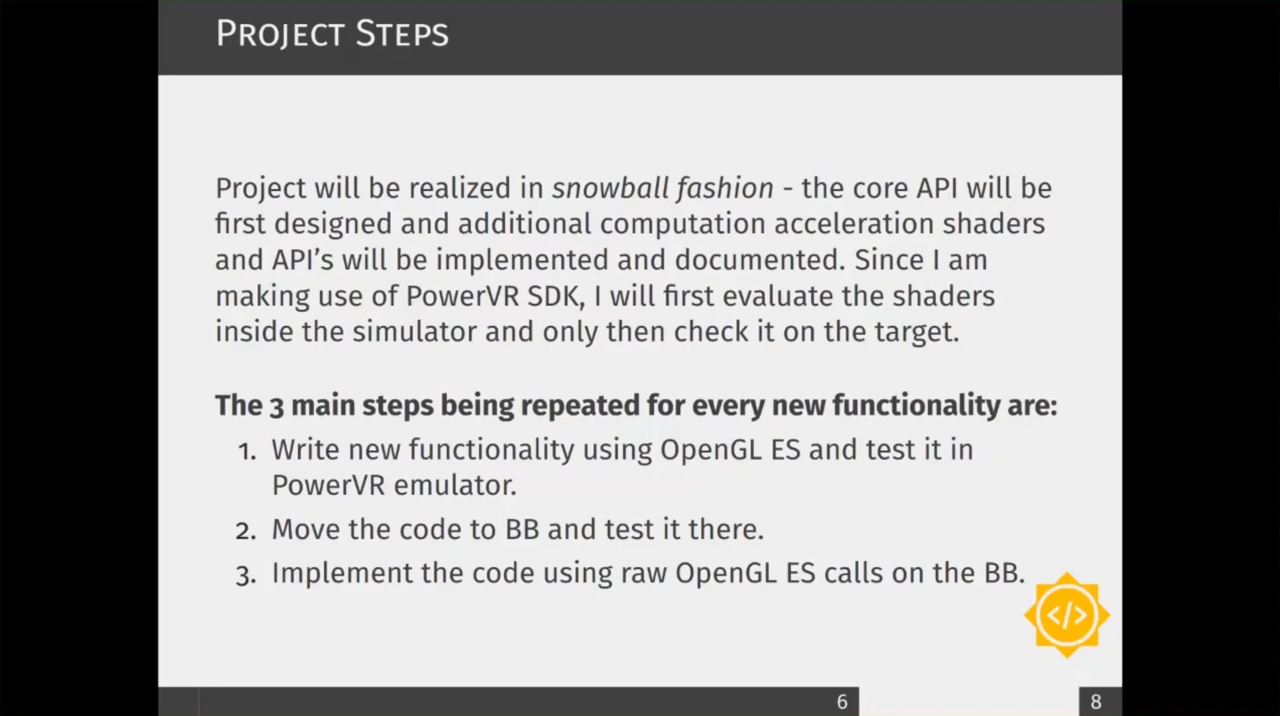 PROJECT STEPS
Project will be realized in snowball fashion - the core API will be
first designed and additional computation acceleration shaders
and API's will be implemented and documented. Since I am
making use of PowerVR SDK, I will first evaluate the shaders
inside the simulator and only then check it on the target.
The 3 main steps being repeated for every new functionality are:
1. Write new functionality using OpenGL ES and test it in
PowerVR emulator.
2. Move the code to BB and test it there.
3. Implement the code using raw OpenGL ES calls on the BB.
</>
6 8